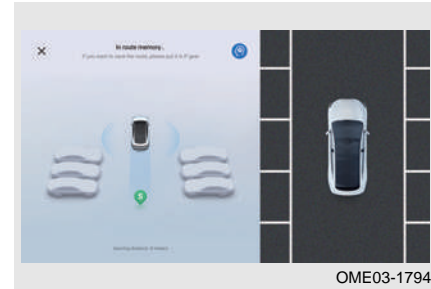 In route memory .
If you want to save the route, please put it in P gear
S
OME03-1794